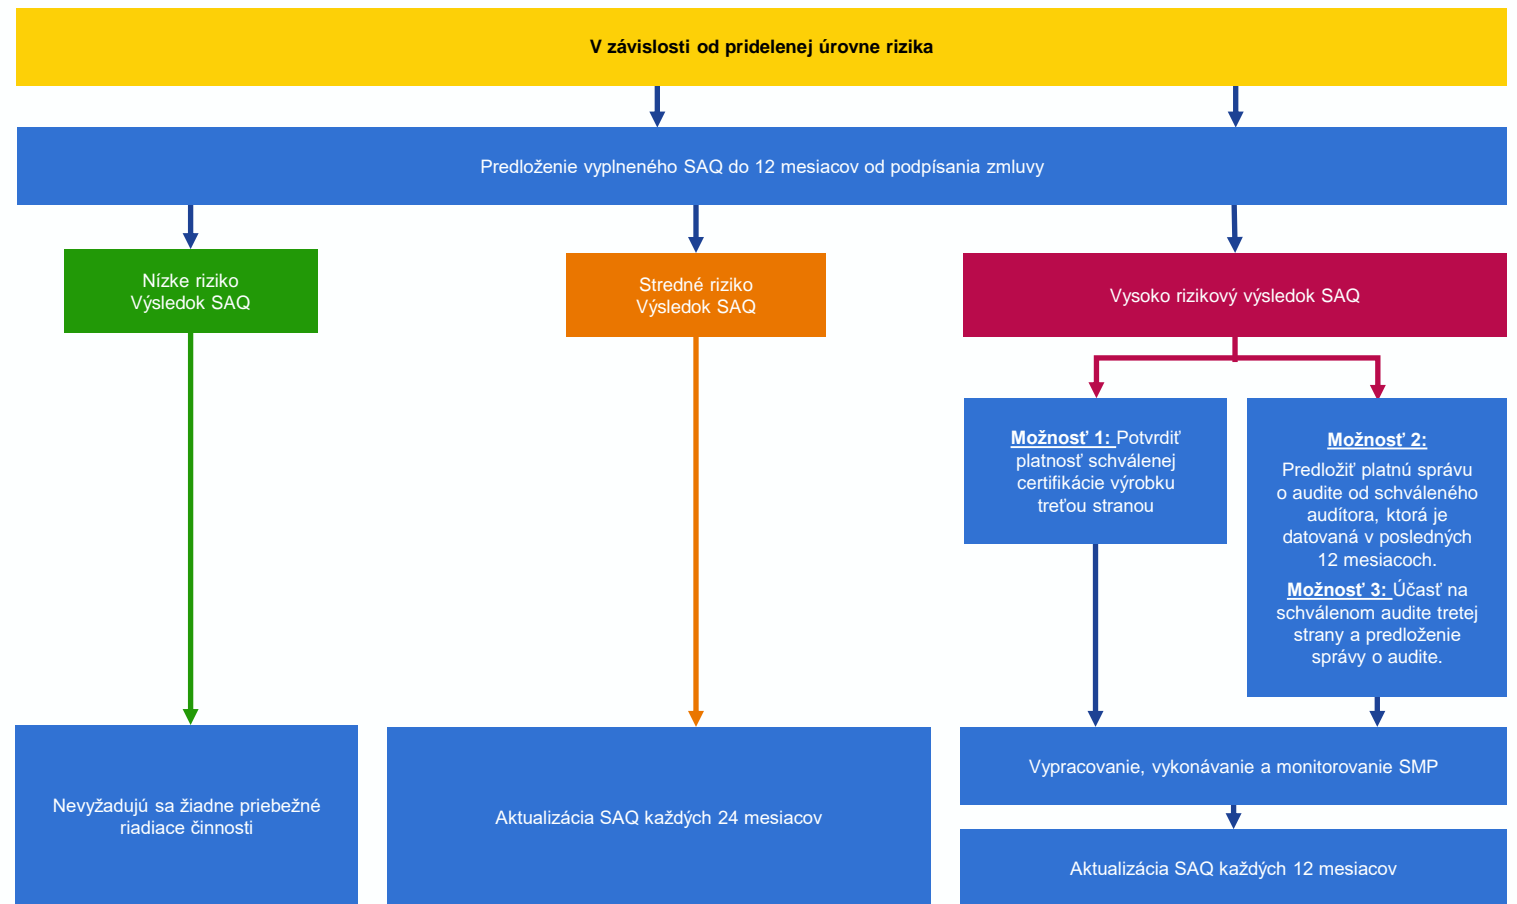 V závislosti od pridelenej úrovne rizika
Predloženie vyplneného SAQ do 12 mesiacov od podpísania zmluvy
Nízke riziko
Výsledok SAQ
Stredné riziko
Výsledok SAQ
Vysoko rizikový výsledok SAQ
Možnosť 1: Potvrdiť
platnosť schválenej
certifikácie výrobku
treťou stranou
Možnosť 2:
Predložiť platnú správu
o audite od schváleného
audítora, ktorá je
datovaná v posledných
12 mesiacoch.
Možnosť 3: Účasť na
schválenom audite tretej
strany a predloženie
správy o audite.
Nevyžadujú sa žiadne priebežné
riadiace činnosti
Aktualizácia SAQ každých 24 mesiacov
Vypracovanie, vykonávanie a monitorovanie SMP
Aktualizácia SAQ každých 12 mesiacov